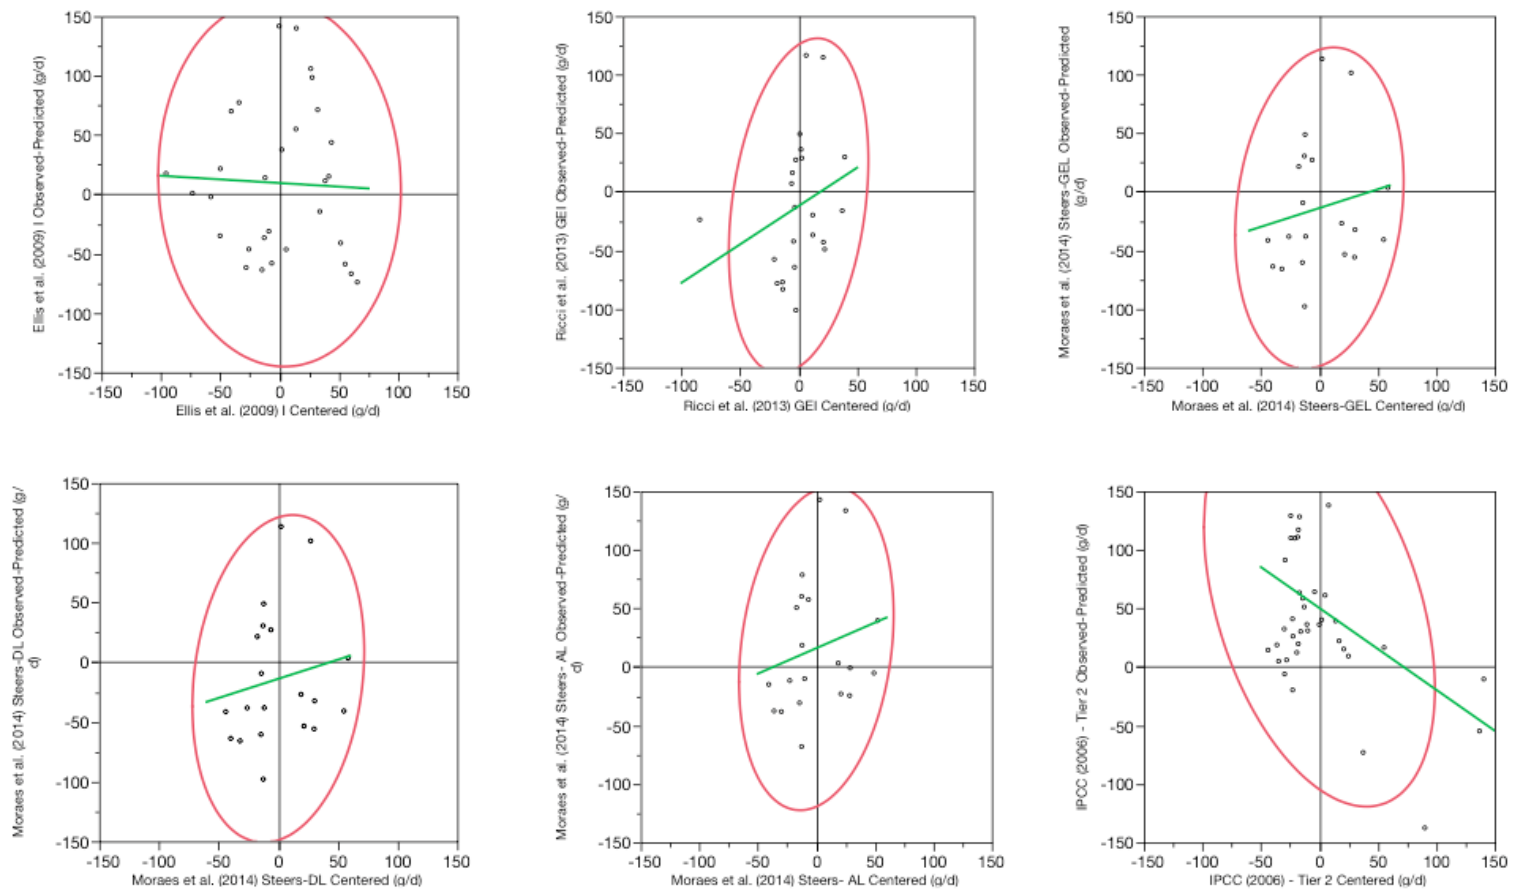 Ellis et al. (2009) I Observed-Predicted (g/d)
150
100
50
0
-50
-100
-150
-150 -100 -50 0 50 100 150
Ellis et al. (2009) I Centered (g/d)
Ricci et al. (2013) GEI Observed-Predicted (g/d)
150
100
50
0
-50
-100
-150
-150 -100 -50 0 50 100 150
Ricci et al. (2013) GEI Centered (g/d)
Moraes et al. (2014) Steers-GEL Observed-Predicted
(g/d)
150
100
50
0
-50
-100
-150
-150 -100 -50 0 50 100 150
Moraes et al. (2014) Steers-GEL Centered (g/d)
Moraes et al. (2014) Steers-DL Observed-Predicted (g/
d)
150
100
50
0
-50
-100
-150
-150 -100 -50 0 50 100 150
Moraes et al. (2014) Steers-DL Centered (g/d)
Moraes et al. (2014) Steers- AL Observed-Predicted (g/
d)
150
100
50
0
-50
-100
-150
-150 -100 -50 0 50 100 150
Moraes et al. (2014) Steers- AL Centered (g/d)
IPCC (2006) - Tier 2 Observed-Predicted (g/d)
150
100
50
0
-50
-100
-150
-150 -100 -50 0 50 100 150
IPCC (2006) - Tier 2 Centered (g/d)